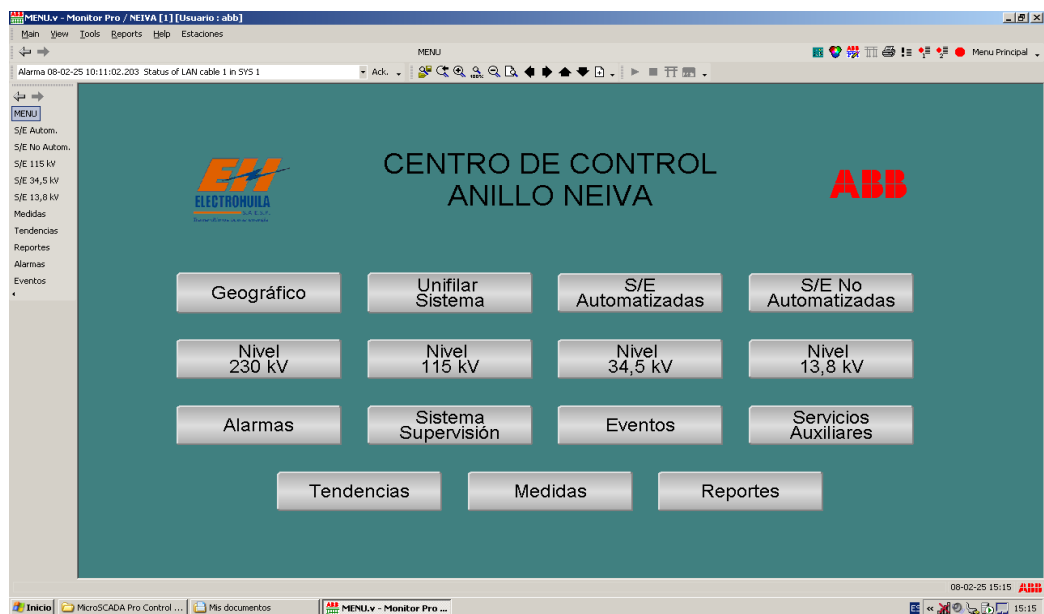 MENU.v - Monitor Pro / NEIVA [1] [Usuario : abb]
Main View Tools Reports Help Estaciones
MENU
Menu Principal
Alarma 08-02-25 10:11:02.203 Status of LAN cable 1 in SYS 1
Ack.
100%
MENU
S/E Autom.
S/E No Autom.
S/E 115 kV
S/E 34,5 kV
S/E 13,8 kV
Medidas
Tendencias
Reportes
Alarmas
Eventos
EH
ELECTROHUILA
S.A. E.S.P.
CENTRO DE CONTROL
ANILLO NEIVA
ABB
Geográfico
Unifilar
Sistema
S/E
Automatizadas
S/E No
Automatizadas
Nivel
230 kV
Nivel
115 kV
Nivel
34,5 kV
Nivel
13,8 kV
Alarmas
Sistema
Supervisión
Eventos
Servicios
Auxiliares
Tendencias
Medidas
Reportes
08-02-25 15:15 ABB
Inicio
MicroSCADA Pro Control ...
Mis documentos
MENU.v - Monitor Pro ...
ES
15:15